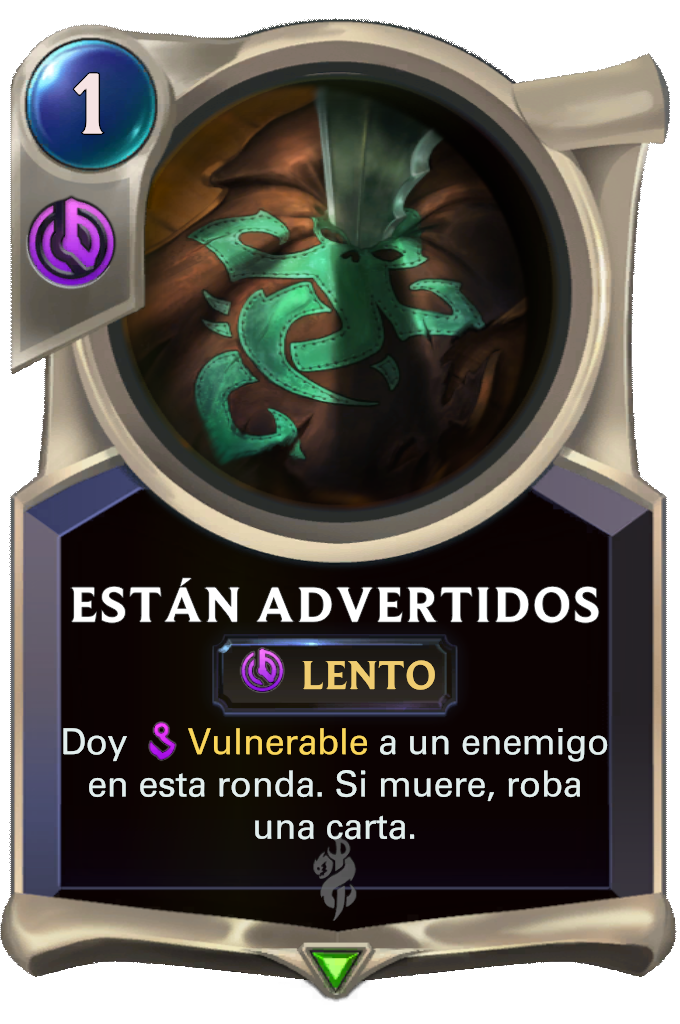 1
ESTÁN ADVERTIDOS
LENTO
Doy Vulnerable a un enemigo
en esta ronda. Si muere, roba
una carta.